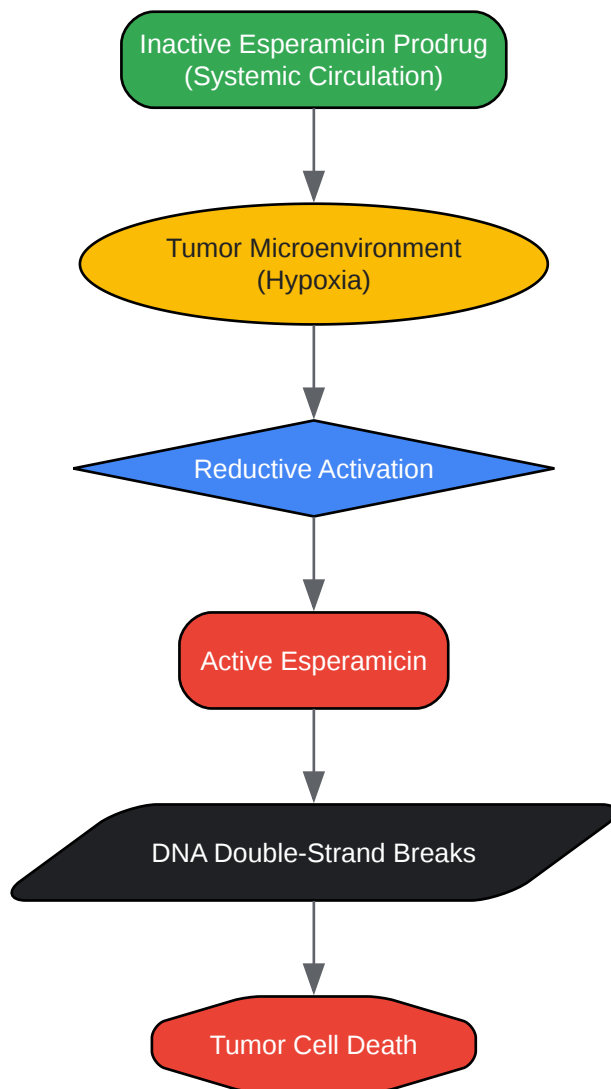 Inactive Esperamicin Prodrug
(Systemic Circulation)
Tumor Microenvironment
(Hypoxia)
Reductive Activation
Active Esperamicin
DNA Double-Strand Breaks
Tumor Cell Death